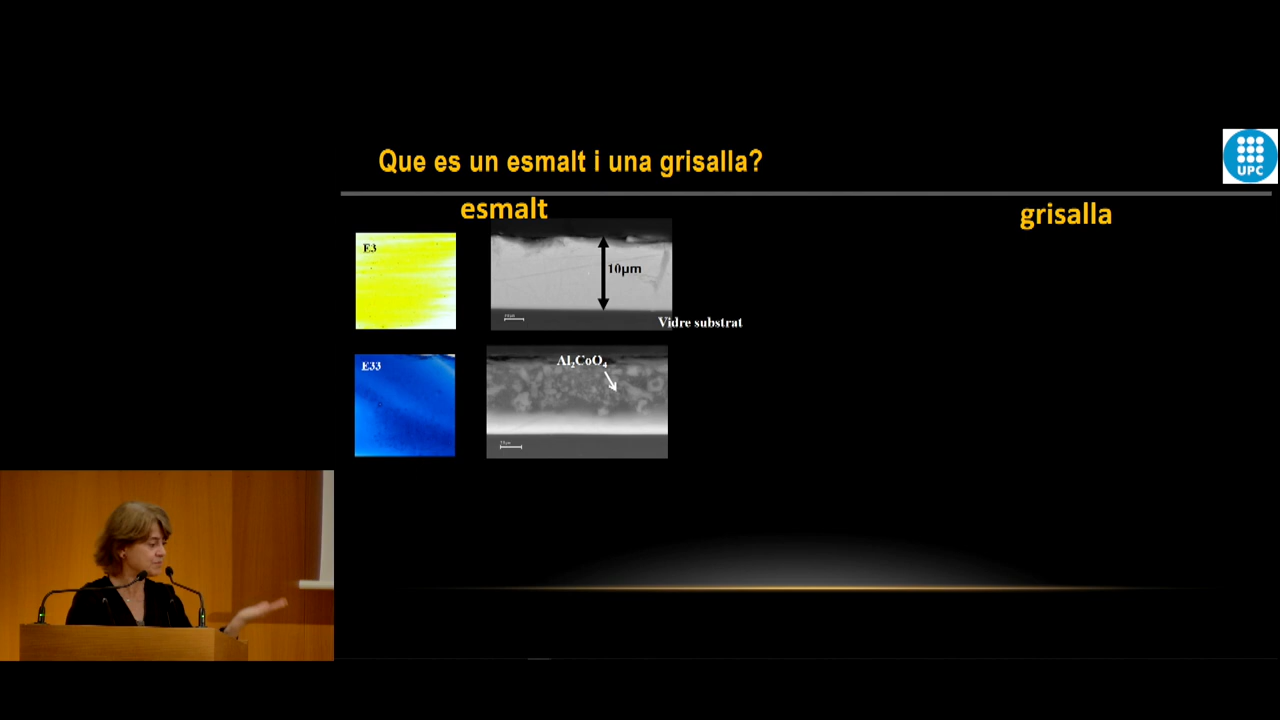 Que es un esmalt i una grisalla?
UPC
esmalt
grisalla
E3
10µm
Vidre substrat
E33
Al₂CoO₄